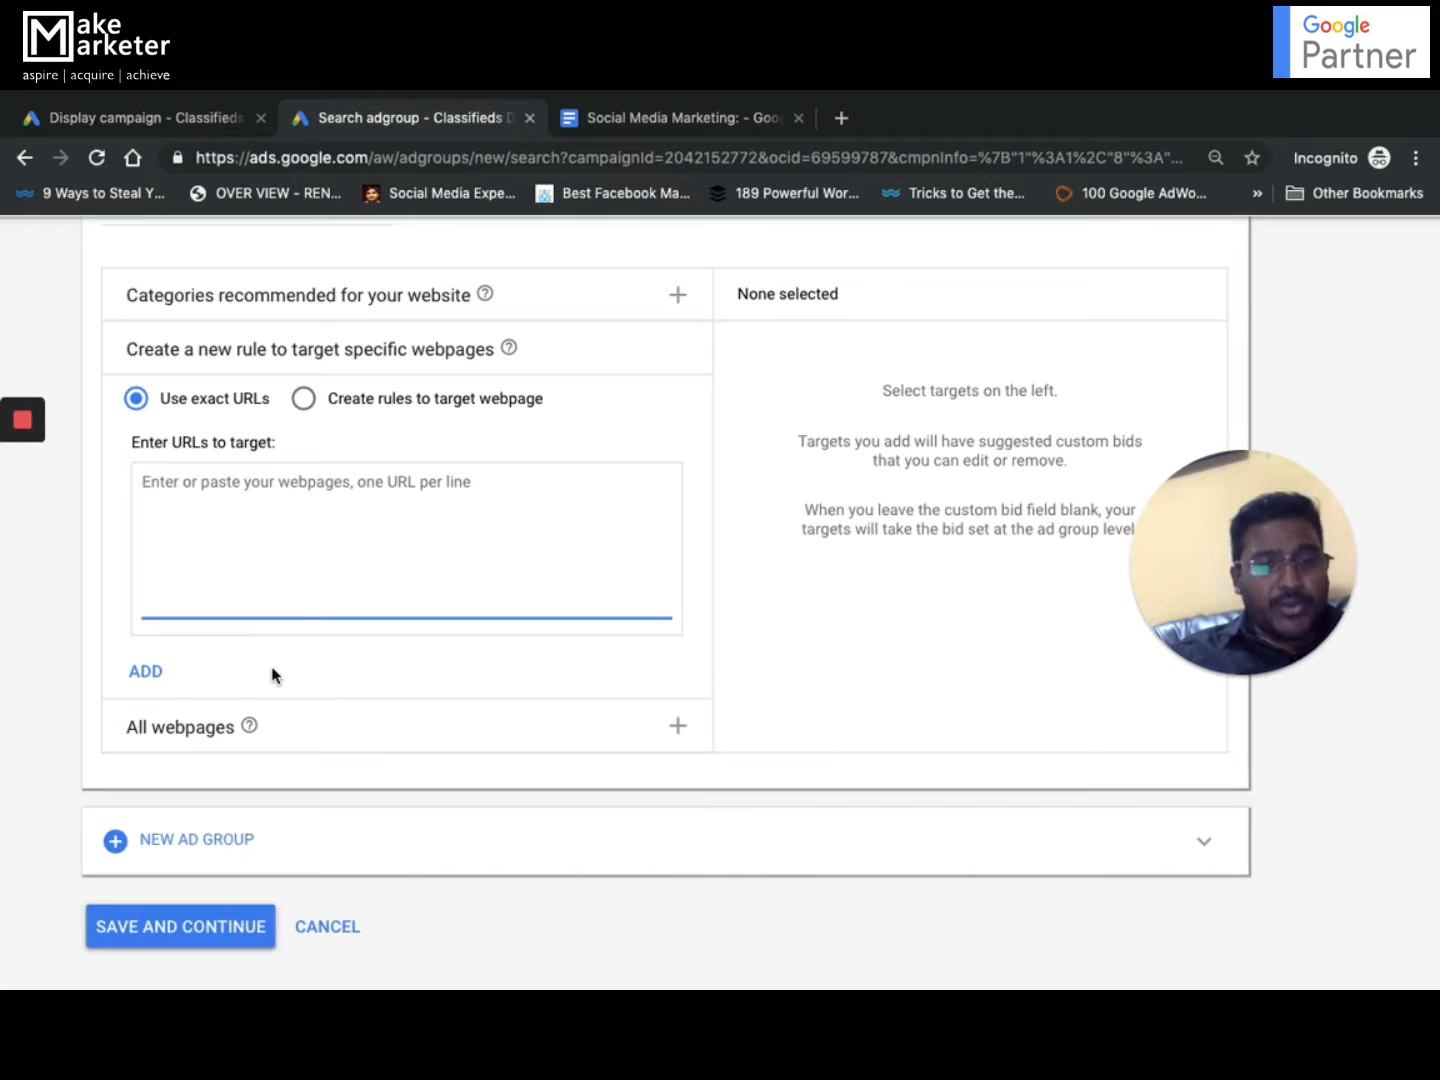 Make
Marketer
aspire | acquire | achieve
Google
Partner
Display campaign - Classifieds
Search adgroup - Classifieds D
Social Media Marketing: - Goo
https://ads.google.com/aw/adgroups/new/search?campaignId=2042152772&ocid=69599787&cmpnInfo=%7B"1"%3A1%2C"8"%3A"...
Incognito
9 Ways to Steal Y...
OVER VIEW - REN...
Social Media Expe...
Best Facebook Ma...
189 Powerful Wor...
Tricks to Get the...
100 Google AdWo...
»
Other Bookmarks
Categories recommended for your website
None selected
Create a new rule to target specific webpages
Use exact URLs
Create rules to target webpage
Select targets on the left.
Enter URLs to target:
Targets you add will have suggested custom bids
that you can edit or remove.
Enter or paste your webpages, one URL per line
When you leave the custom bid field blank, your
targets will take the bid set at the ad group level
ADD
All webpages
NEW AD GROUP
SAVE AND CONTINUE
CANCEL